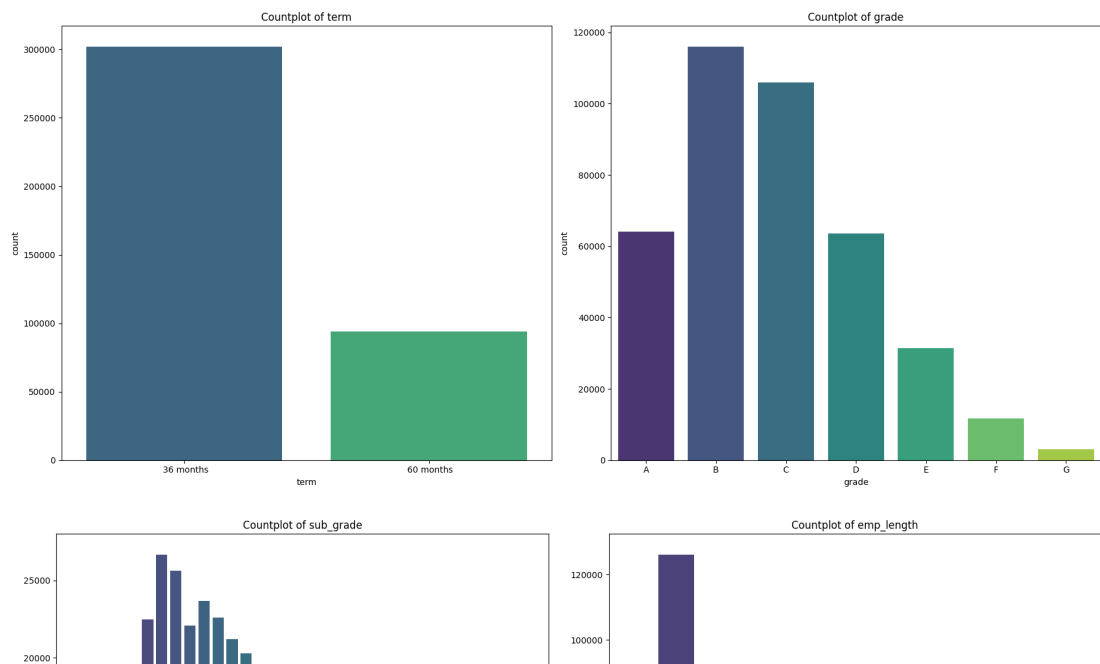 Countplot of term
300000
250000
200000
150000
100000
50000
0
count
36 months
60 months
term
Countplot of grade
120000
100000
80000
60000
40000
20000
0
count
A
B
C
D
E
F
G
grade
Countplot of sub_grade
25000
20000
Countplot of emp_length
120000
100000